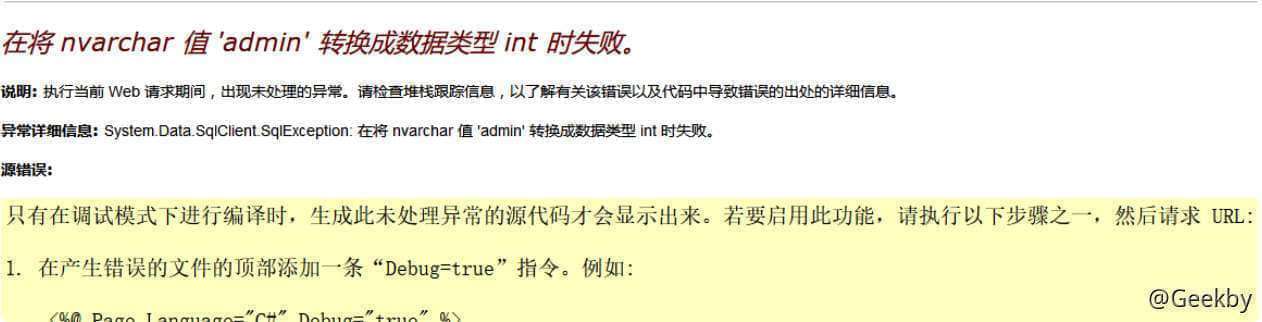 在将 nvarchar 值 'admin' 转换成数据类型 int 时失败。
说明: 执行当前 Web 请求期间，出现未处理的异常。请检查堆栈跟踪信息，以了解有关该错误以及代码中导致错误的出处的详细信息。
异常详细信息: System.Data.SqlClient.SqlException: 在将 nvarchar 值 'admin' 转换成数据类型 int 时失败。
源错误:
只有在调试模式下进行编译时，生成此未处理异常的源代码才会显示出来。若要启用此功能，请执行以下步骤之一，然后请求 URL:
1. 在产生错误的文件的顶部添加一条“Debug=true”指令。例如:
<%@ Page Language="C#" Debug="true" %>
@Geekby